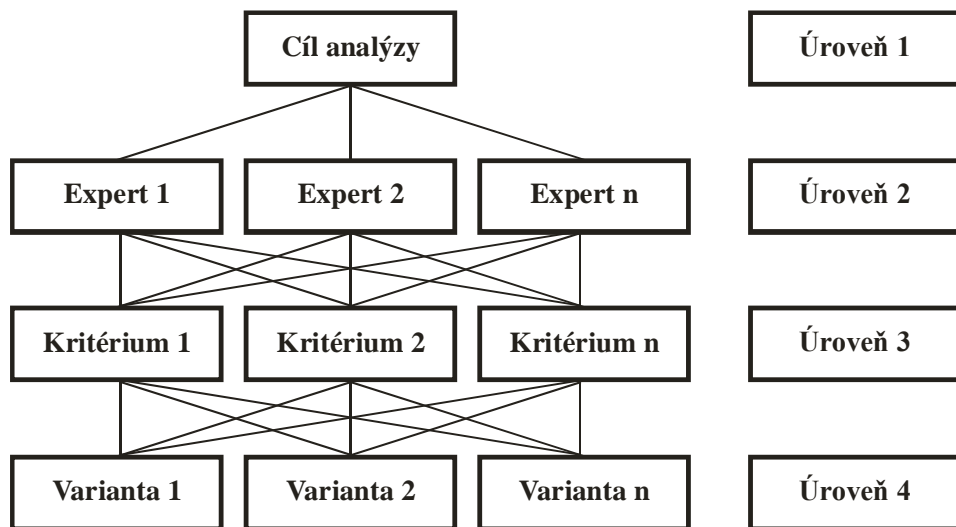 Cíl analýzy
Úroveň 1
Expert 1
Expert 2
Expert n
Úroveň 2
Kritérium 1
Kritérium 2
Kritérium n
Úroveň 3
Varianta 1
Varianta 2
Varianta n
Úroveň 4